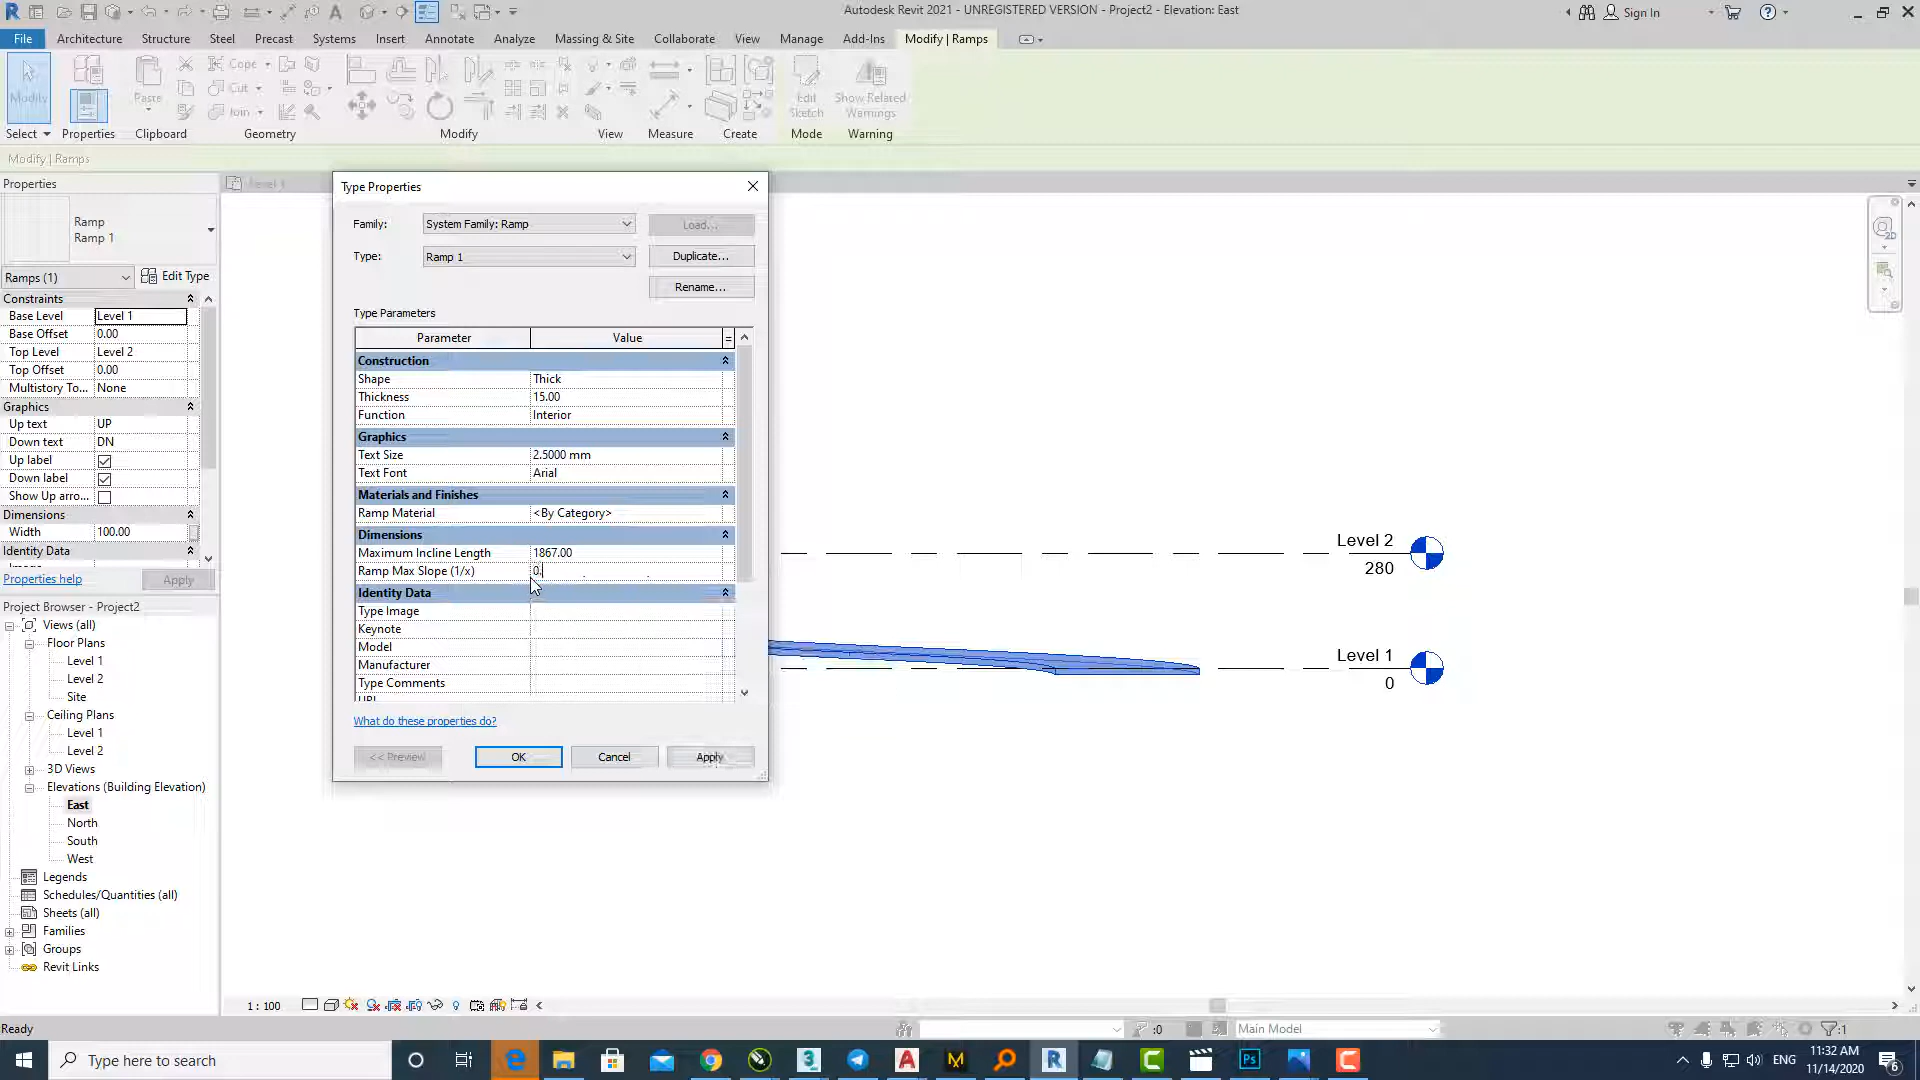 Autodesk Revit 2021 - UNREGISTERED VERSION - Project2 - Elevation: East
Sign In
File Architecture Structure Steel Precast Systems Insert Annotate Analyze Massing & Site Collaborate View Manage Add-Ins Modify | Ramps
Modify
Paste
Cope
Cut
Join
Edit Sketch
Show Related Warnings
Select Properties Clipboard Geometry Modify View Measure Create Mode Warning
Modify | Ramps
Properties
Level 1
Ramp
Ramp 1
Ramps (1)
Edit Type
Constraints
Base Level Level 1
Base Offset 0.00
Top Level Level 2
Top Offset 0.00
Multistory To... None
Graphics
Up text UP
Down text DN
Up label
Down label
Show Up arro...
Dimensions
Width 100.00
Identity Data
Properties help
Apply
Project Browser - Project2
Views (all)
Floor Plans
Level 1
Level 2
Site
Ceiling Plans
Level 1
Level 2
3D Views
Elevations (Building Elevation)
East
North
South
West
Legends
Schedules/Quantities (all)
Sheets (all)
Families
Groups
Revit Links
Type Properties
Family: System Family: Ramp Load...
Type: Ramp 1 Duplicate...
Rename...
Type Parameters
Parameter Value =
Construction
Shape Thick
Thickness 15.00
Function Interior
Graphics
Text Size 2.5000 mm
Text Font Arial
Materials and Finishes
Ramp Material <By Category>
Dimensions
Maximum Incline Length 1867.00
Ramp Max Slope (1/x) 0.
Identity Data
Type Image
Keynote
Model
Manufacturer
Type Comments
What do these properties do?
<< Preview OK Cancel Apply
Level 2
280
Level 1
0
2D
1 : 100
Ready
:0
Main Model
:1
Type here to search
ENG
11:32 AM
11/14/2020
6